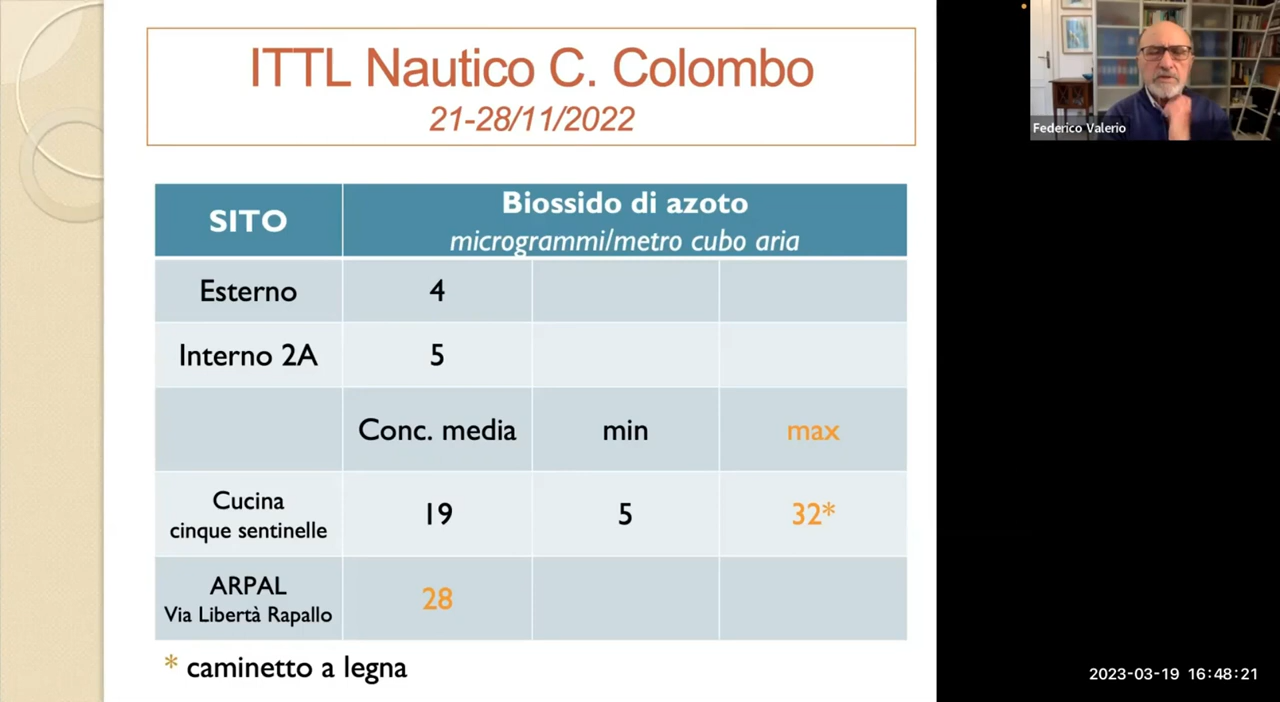 ITTL Nautico C. Colombo
21-28/11/2022
SITO
Biossido di azoto
microgrammi/metro cubo aria
Esterno 4
Interno 2A 5
Conc. media min max
Cucina
cinque sentinelle
19 5 32*
ARPAL
Via Libertà Rapallo
28
* caminetto a legna
Federico Valerio
2023-03-19 16:48:21